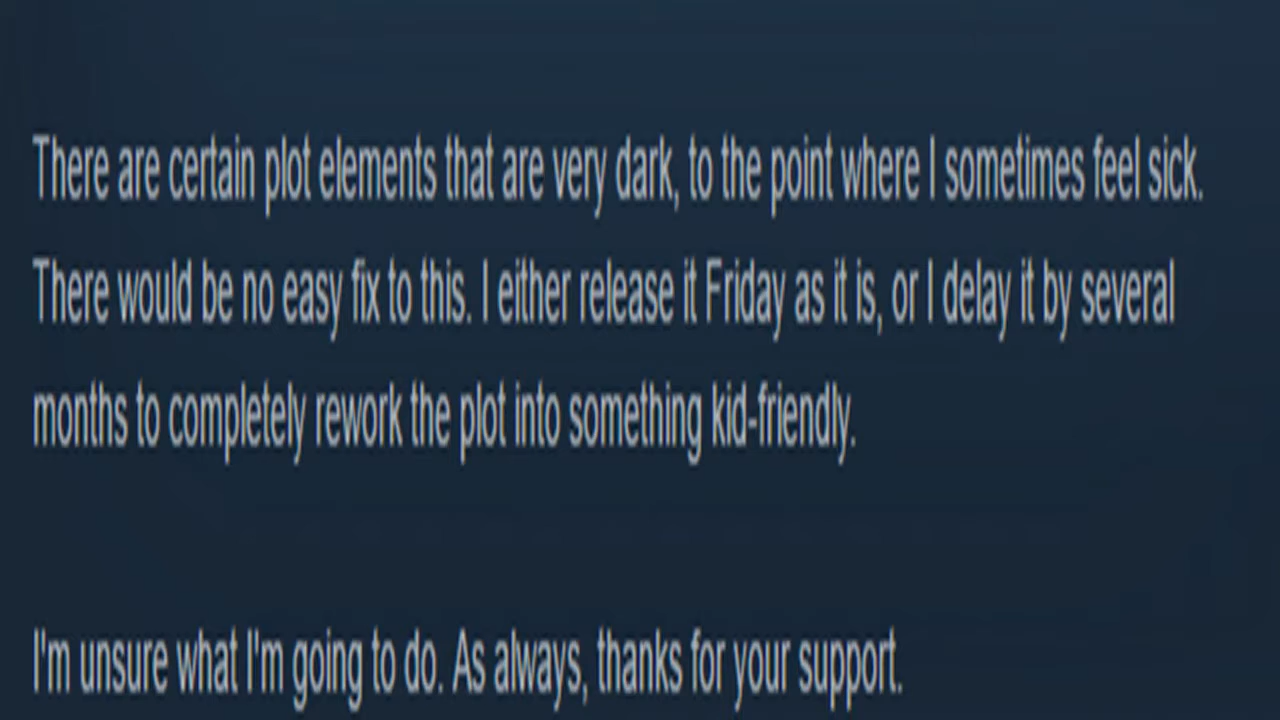 There are certain plot elements that are very dark, to the point where I sometimes feel sick.
There would be no easy fix to this. I either release it Friday as it is, or I delay it by several
months to completely rework the plot into something kid-friendly.
I'm unsure what I'm going to do. As always, thanks for your support.